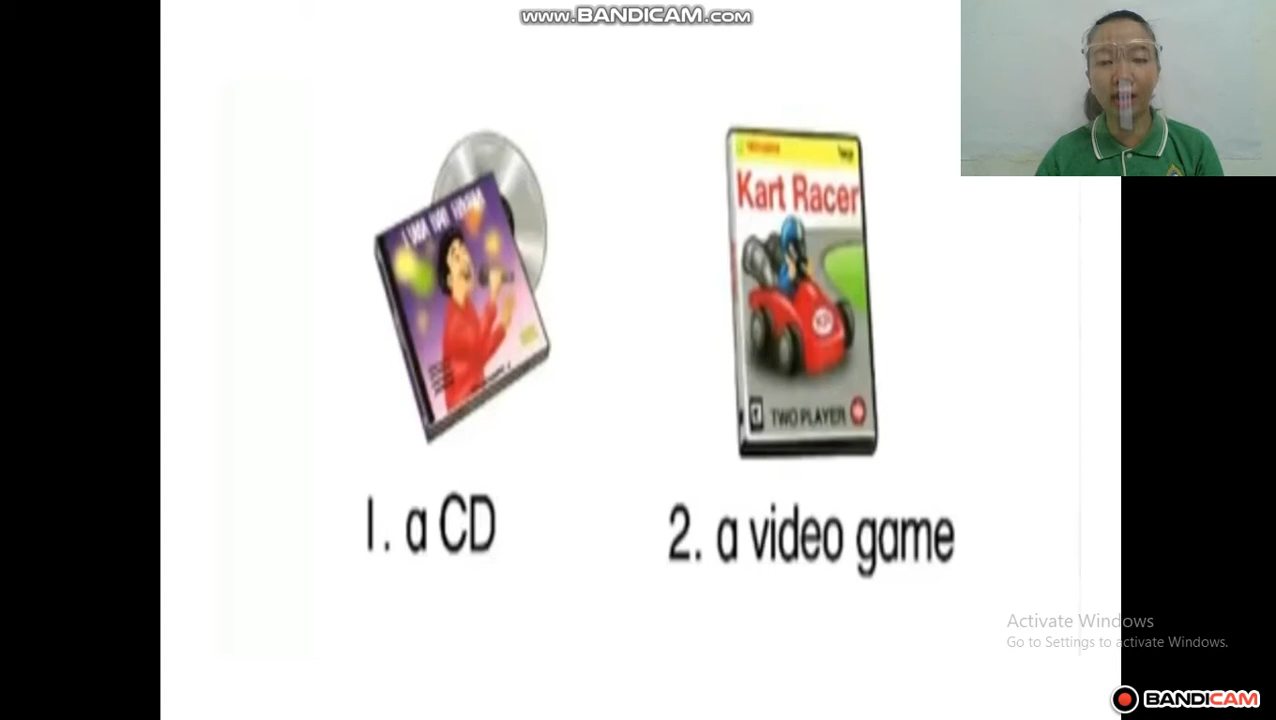 www.BANDICAM.com
Kart Racer
TWO PLAYER
1. a CD
2. a video game
Activate Windows
Go to Settings to activate Windows.
BANDICAM